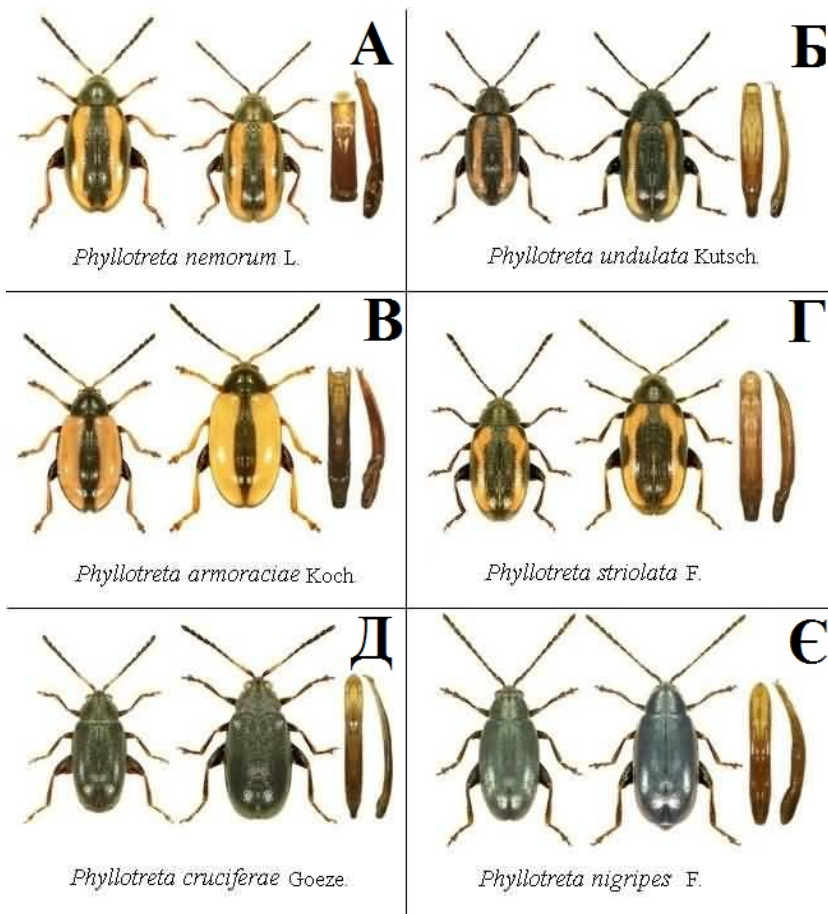 А
Б
Phyllotreta nemorum L.
Phyllotreta undulata Kutsch.
В
Г
Phyllotreta armoraciae Koch.
Phyllotreta striolata F.
Д
Є
Phyllotreta cruciferae Goeze.
Phyllotreta nigripes F.